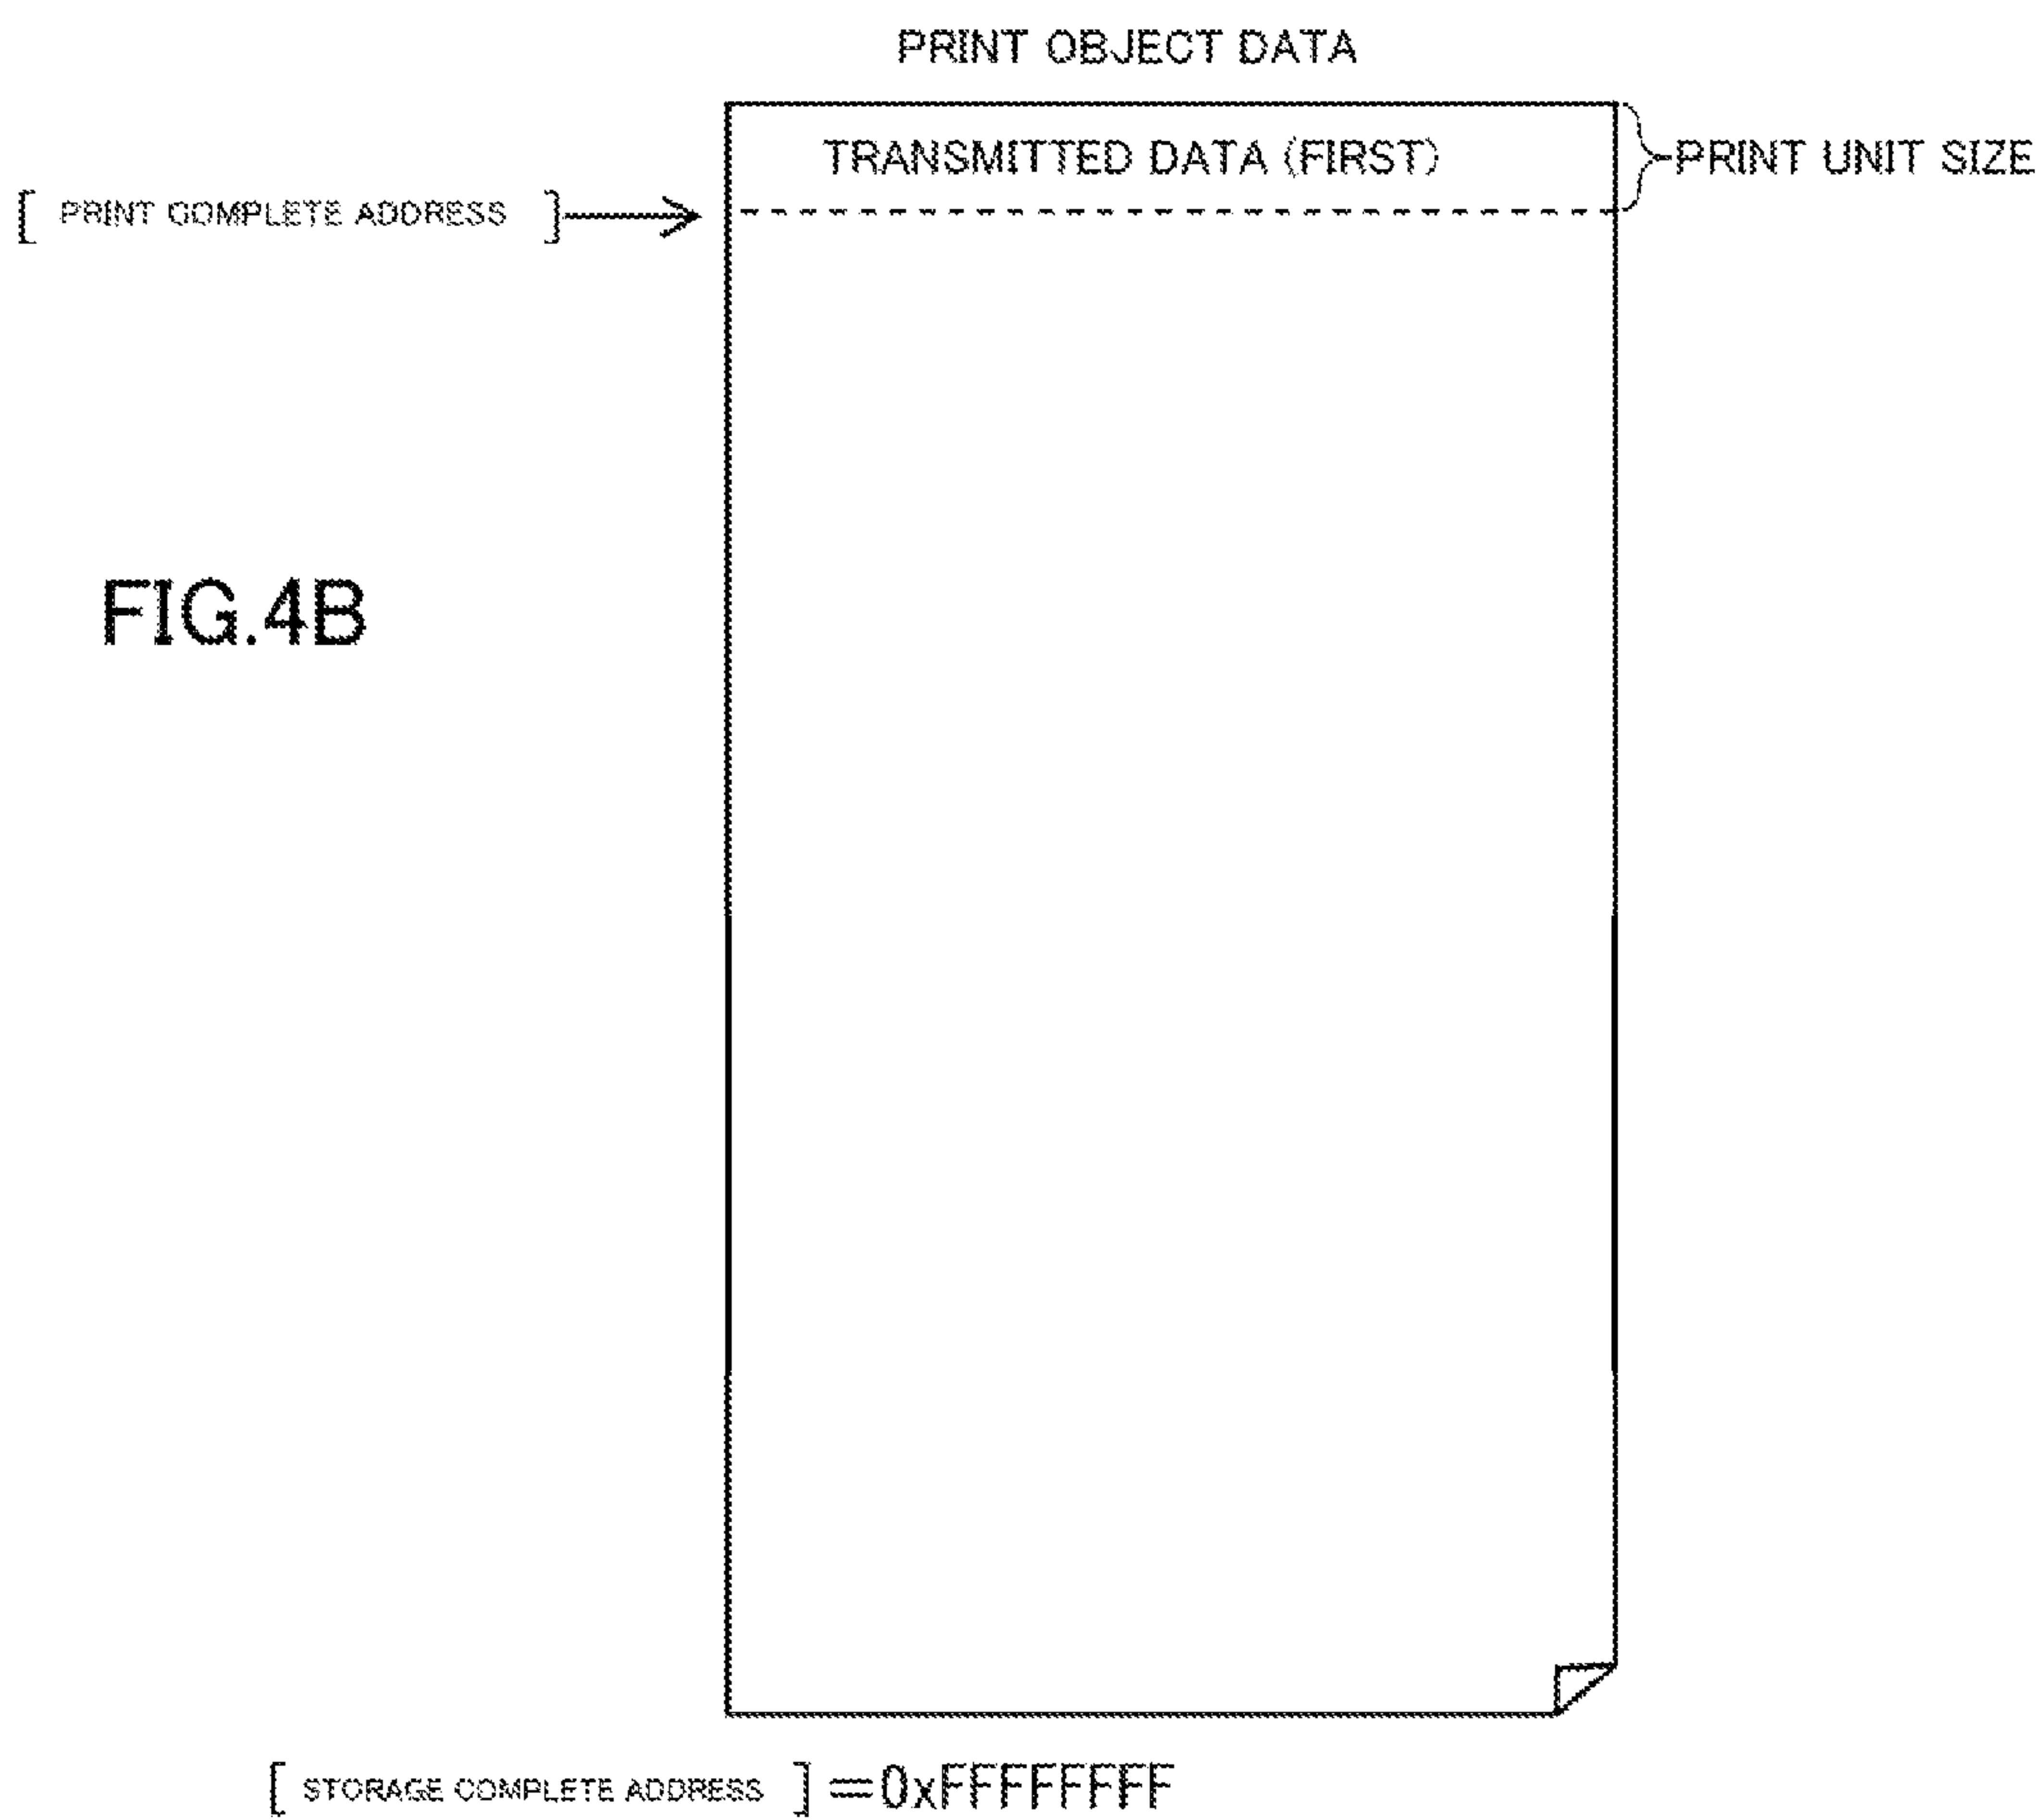 PRINT OBJECT DATA
TRANSMITTED DATA (FIRST)
PRINT UNIT SIZE
[ PRINT COMPLETE ADDRESS ]
FIG.4B
[ STORAGE COMPLETE ADDRESS ]=0xFFFFFFFF